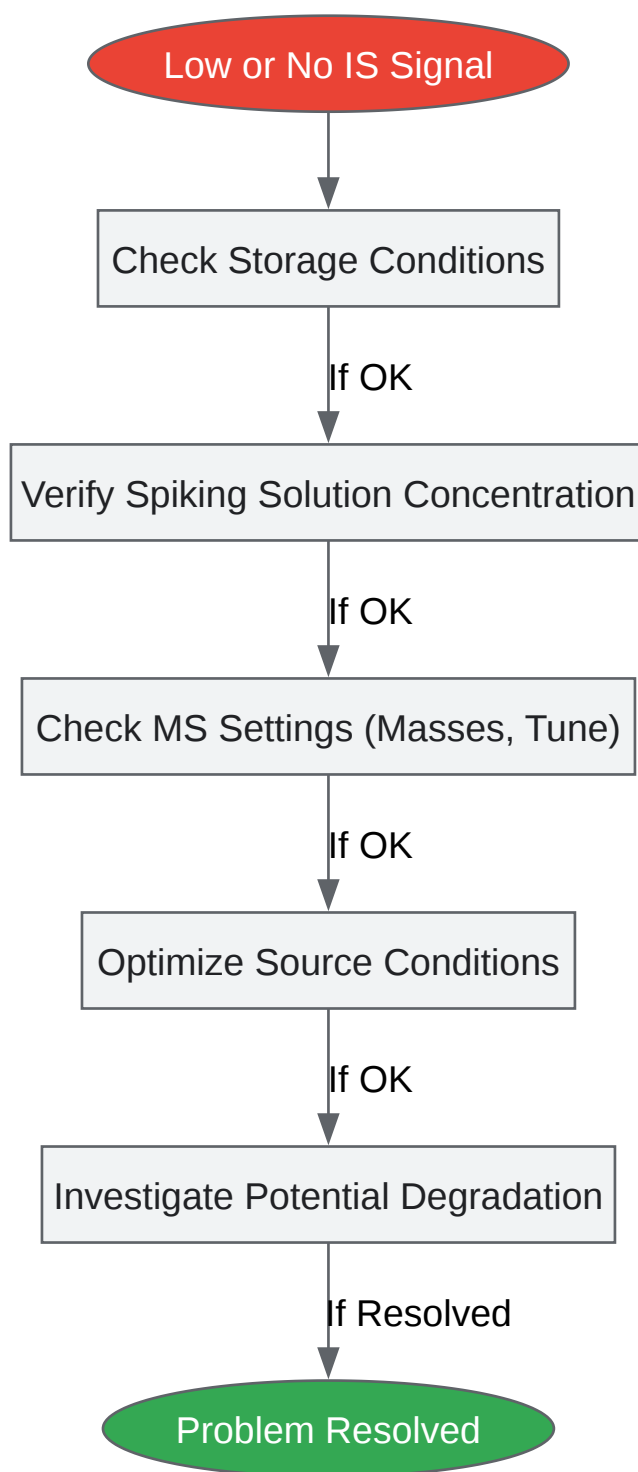 Low or No IS Signal
Check Storage Conditions
If OK
Verify Spiking Solution Concentration
If OK
Check MS Settings (Masses, Tune)
If OK
Optimize Source Conditions
If OK
Investigate Potential Degradation
If Resolved
Problem Resolved